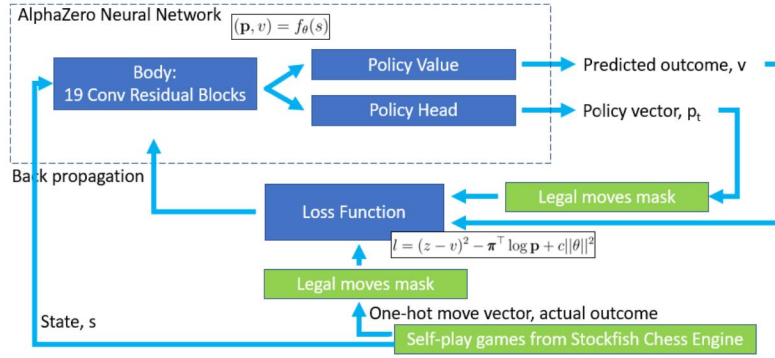 AlphaZero Neural Network
(p, v) = f_θ(s)
Body:
19 Conv Residual Blocks
Policy Value
Predicted outcome, v
Policy Head
Policy vector, p_t
Back propagation
Legal moves mask
Loss Function
l = (z − v)² − π^⊤ log p + c||θ||²
Legal moves mask
One-hot move vector, actual outcome
State, s
Self-play games from Stockfish Chess Engine